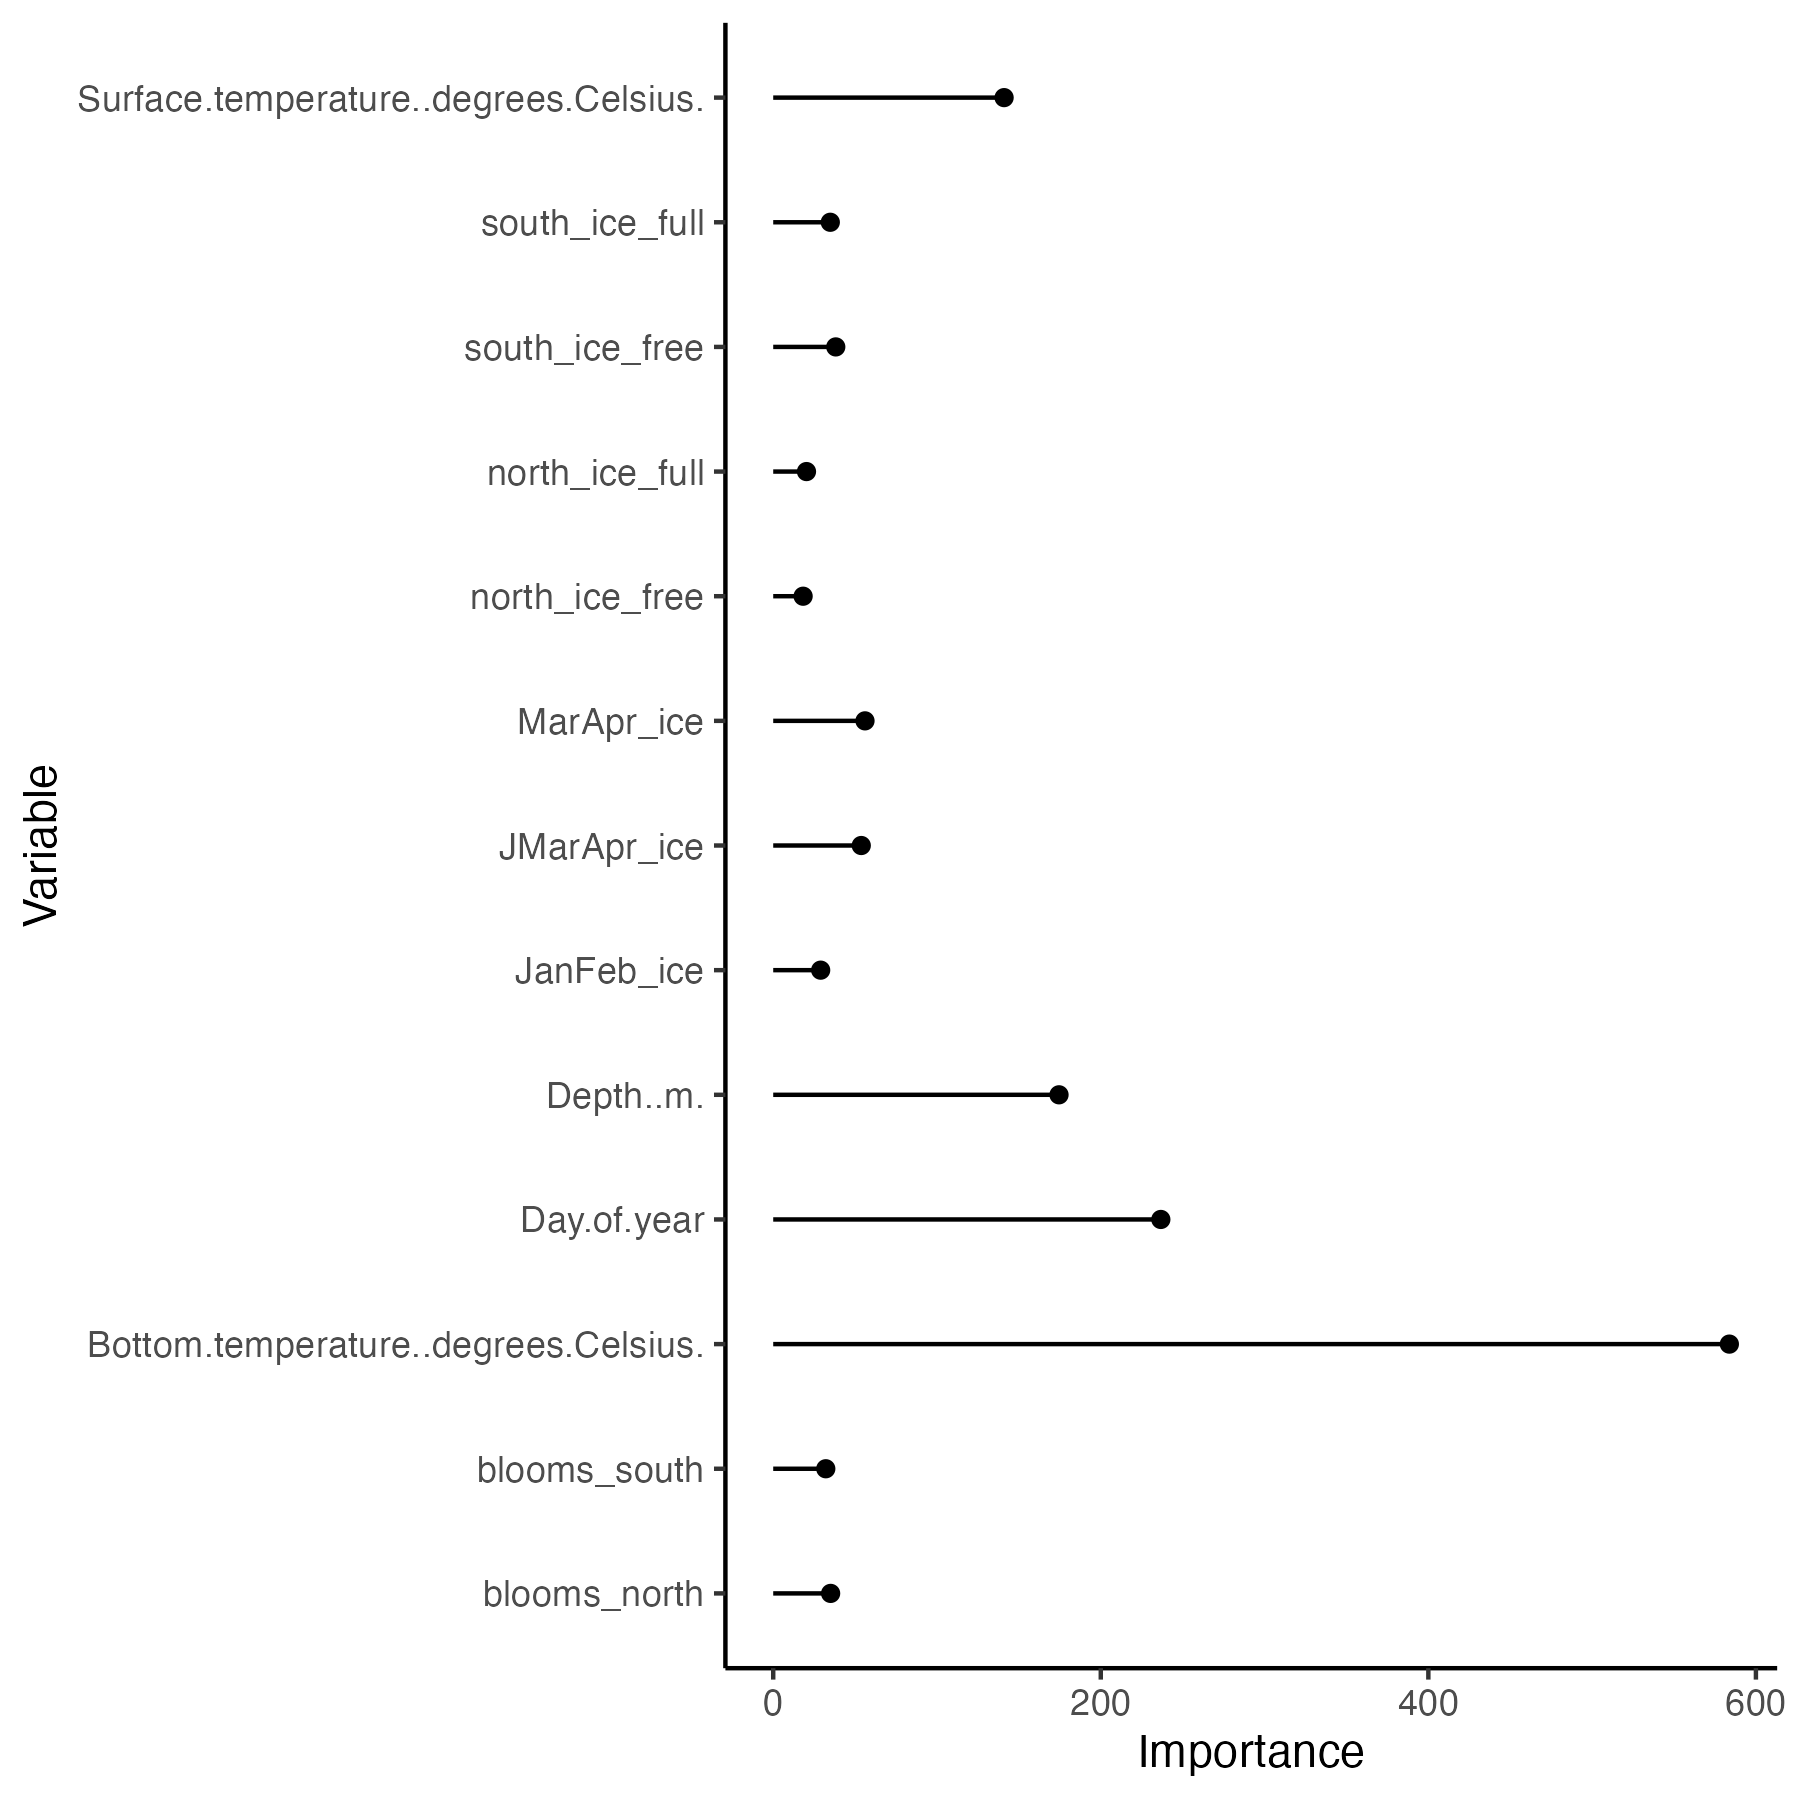 Variable
Surface.temperature..degrees.Celsius.
south_ice_full
south_ice_free
north_ice_full
north_ice_free
MarApr_ice
JMarApr_ice
JanFeb_ice
Depth..m.
Day.of.year
Bottom.temperature..degrees.Celsius.
blooms_south
blooms_north
0 200 400 600
Importance